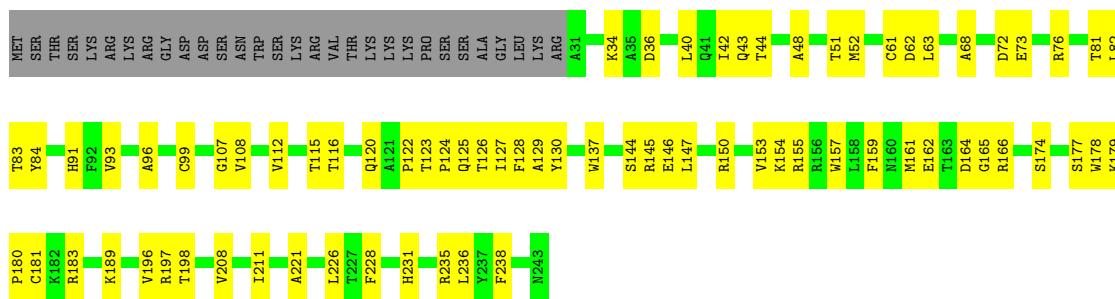 MET SER THR SER LYS ARG LYS ARG GLY ASP ASP SER ASN TRP SER LYS ARG VAL THR LYS LYS LYS PRO SER SER ALA GLY LEU LYS ARG A31 K34 A35 D36 L40 Q41 I42 Q43 T44 A48 T51 M52 C61 D62 L63 A68 D72 E73 R76 T81
T83 Y84 H91 F92 V93 A96 C99 G107 V108 V112 T115 T116 Q120 A121 P122 T123 P124 Q125 T126 I127 F128 A129 Y130 W137 S144 R145 E146 L147 R150 V153 K154 R155 R156 W157 L158 F159 N160 M161 E162 T163 D164 G165 R166 S174 S177 W178 K179
P180 C181 K182 R183 K189 V196 R197 T198 V208 I211 A221 L226 T227 F228 H231 R235 L236 Y237 F238 N243